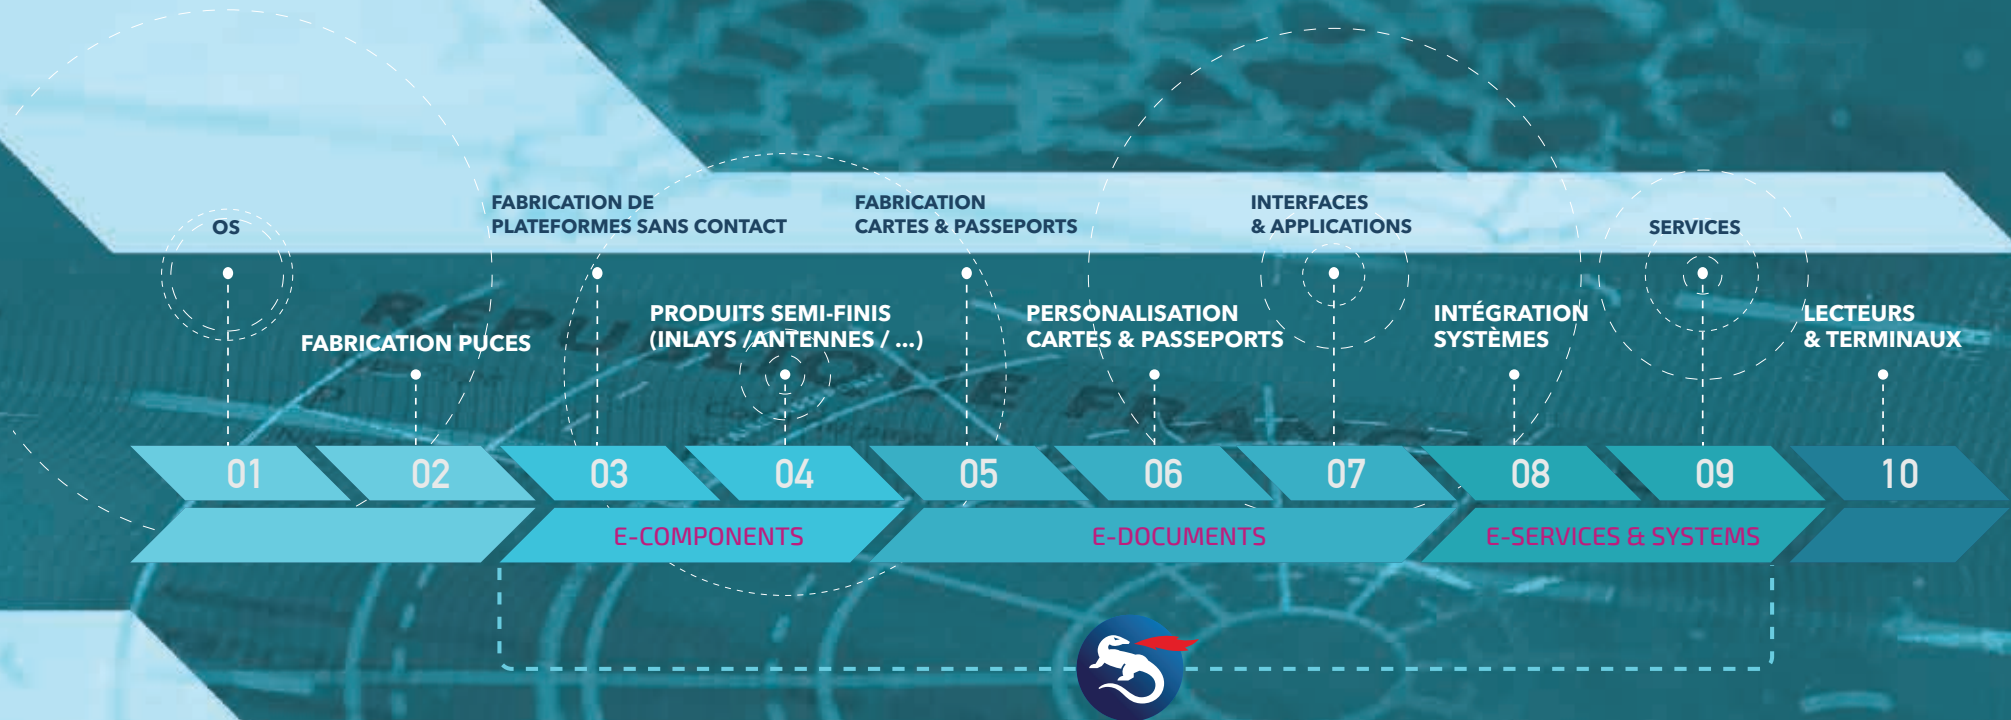 OS
FABRICATION DE
PLATEFORMES SANS CONTACT
FABRICATION
CARTES & PASSEPORTS
INTERFACES
& APPLICATIONS
SERVICES
FABRICATION PUCES
PRODUITS SEMI-FINIS
(INLAYS /ANTENNES / ...)
PERSONALISATION
CARTES & PASSEPORTS
INTÉGRATION
SYSTÈMES
LECTEURS
& TERMINAUX
RÉPUBLIQUE FRANÇ
01 02 03 04 05 06 07 08 09 10
E-COMPONENTS
E-DOCUMENTS
E-SERVICES & SYSTEMS